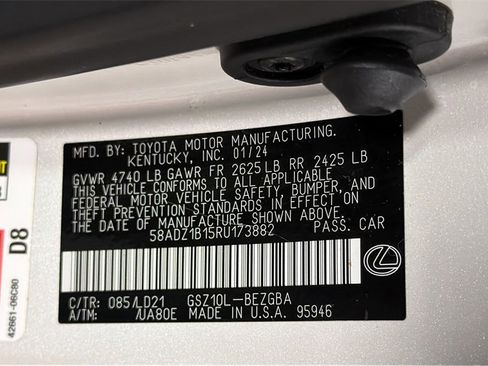 MFD. BY: TOYOTA MOTOR MANUFACTURING.
KENTUCKY, INC. 01/24
GVWR 4740 LB GAWR FR 2625 LB RR 2425 LB
THIS VEHICLE CONFORMS TO ALL APPLICABLE
FEDERAL MOTOR VEHICLE SAFETY, BUMPER, AND
THEFT PREVENTION STANDARDS IN EFFECT ON
THE DATE OF MANUFACTURE SHOWN ABOVE.
58ADZ1B15RU173882 PASS. CAR
C/TR: 085/LD21 GSZ10L-BEZGBA
A/TM: /UA80E MADE IN U.S.A. 95946
D8
42661-06C80